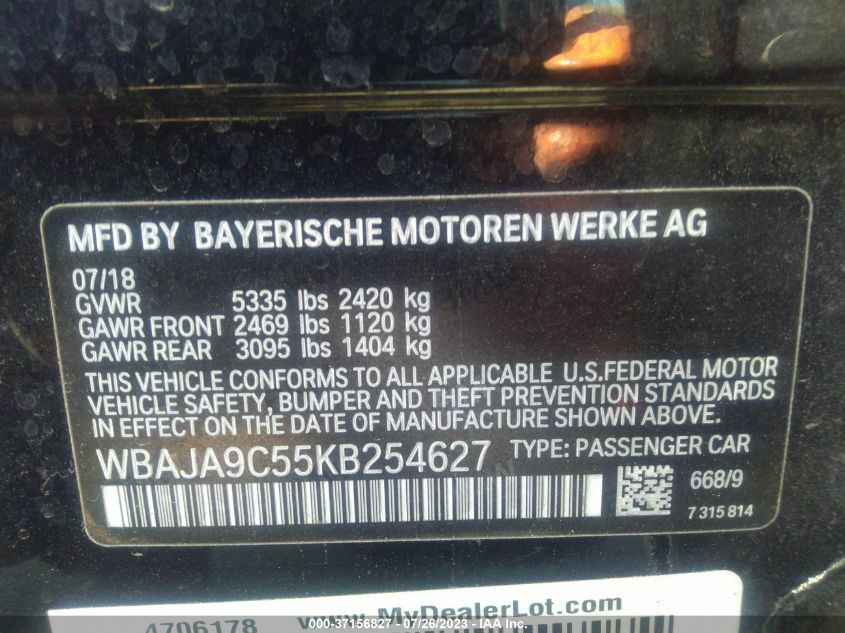 MFD BY BAYERISCHE MOTOREN WERKE AG
07/18
GVWR 5335 lbs 2420 kg
GAWR FRONT 2469 lbs 1120 kg
GAWR REAR 3095 lbs 1404 kg
THIS VEHICLE CONFORMS TO ALL APPLICABLE U.S.FEDERAL MOTOR
VEHICLE SAFETY, BUMPER AND THEFT PREVENTION STANDARDS
IN EFFECT ON THE DATE OF MANUFACTURE SHOWN ABOVE.
WBAJA9C55KB254627 TYPE: PASSENGER CAR
668/9
7 315 814
www.MyDealerLot.com
4706178
000-37156827 - 07/26/2023 - IAA Inc.